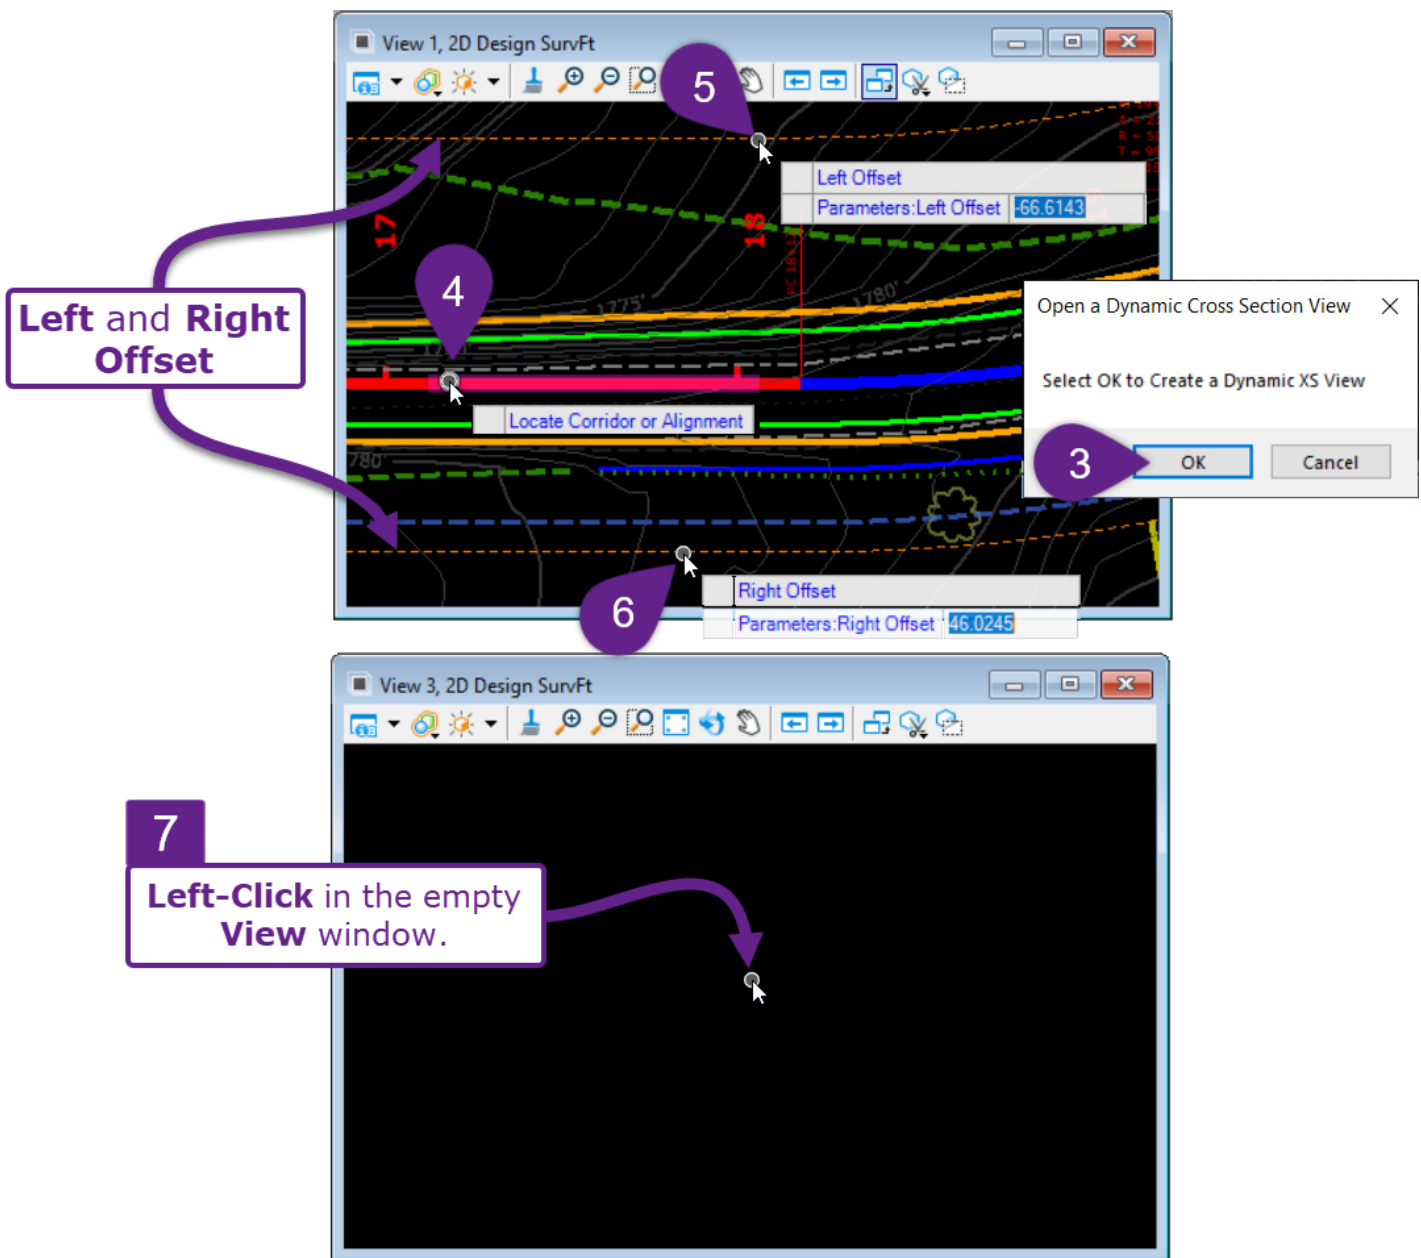 View 1, 2D Design SurvFt
5
Left Offset
Parameters:Left Offset -66.6143
17
18
4
1775'
1780'
Left and Right
Offset
Open a Dynamic Cross Section View
Select OK to Create a Dynamic XS View
3
OK
Cancel
Locate Corridor or Alignment
780'
6
Right Offset
Parameters:Right Offset 46.0245
View 3, 2D Design SurvFt
7
Left-Click in the empty
View window.